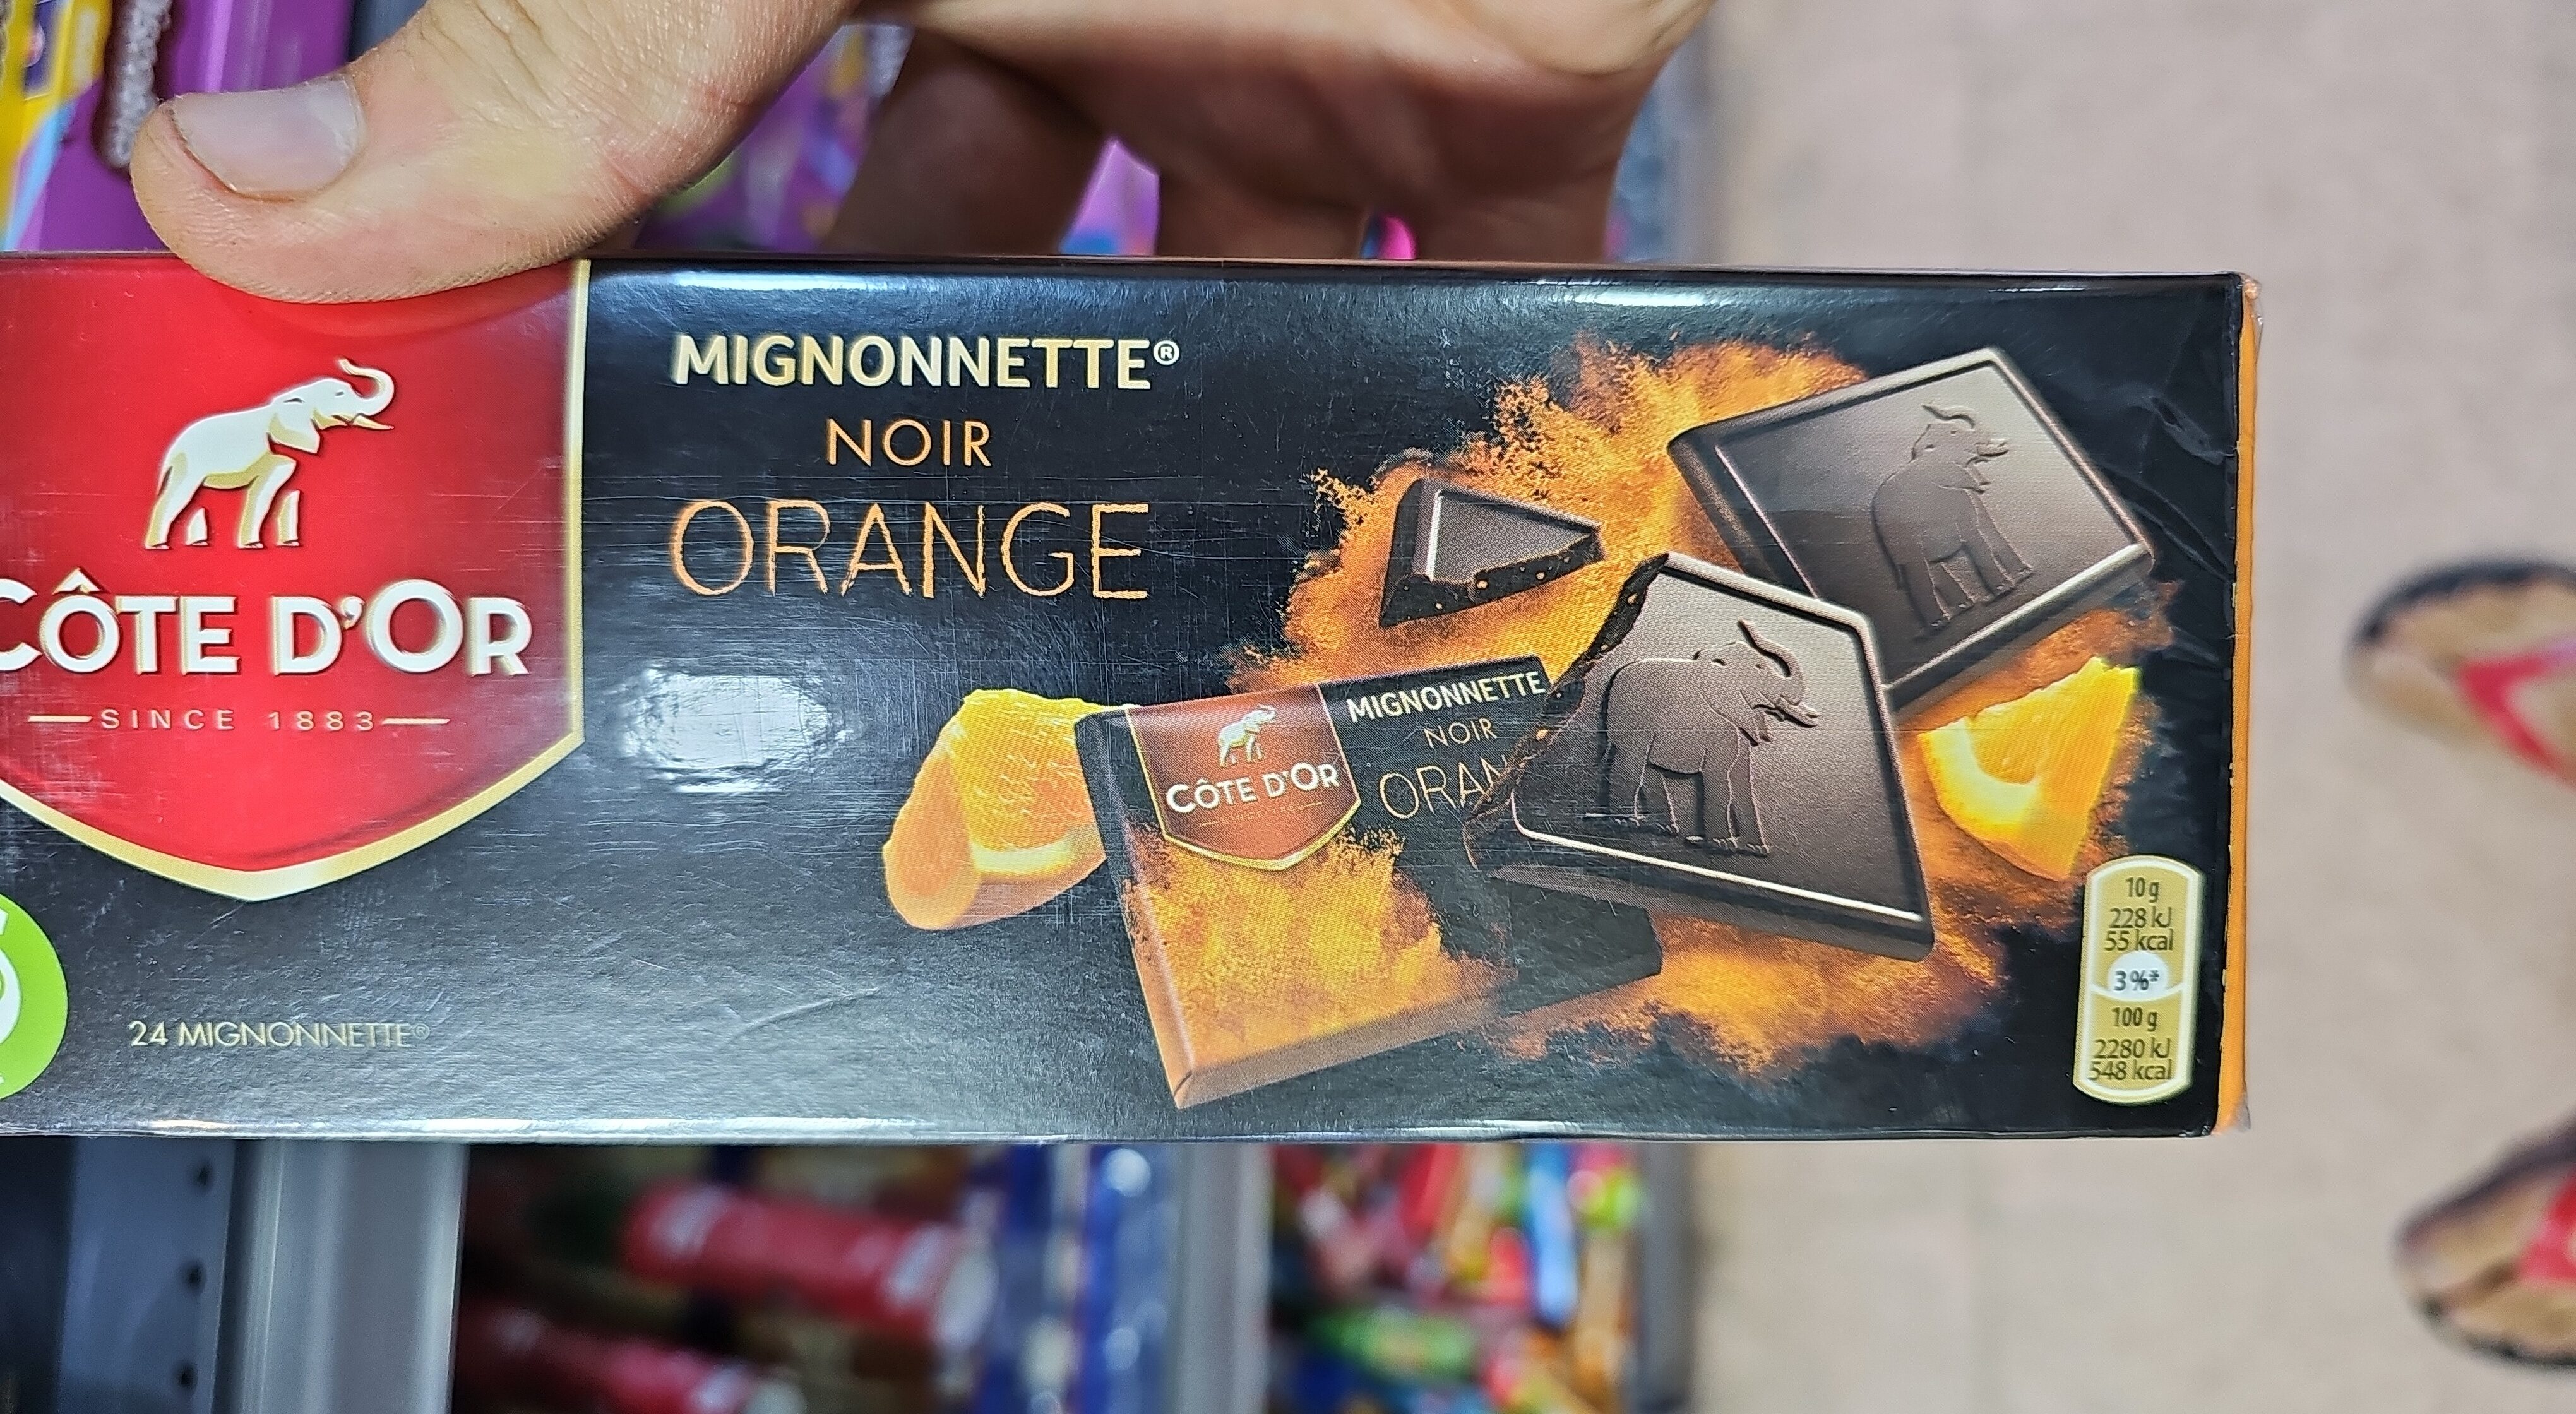 CÔTE D'OR
SINCE 1883
24 MIGNONNETTE®
MIGNONNETTE®
NOIR
ORANGE
CÔTE D'OR
MIGNONNETTE
NOIR
ORAN
10 g
228 kJ
55 kcal
3 %*
100 g
2280 kJ
548 kcal